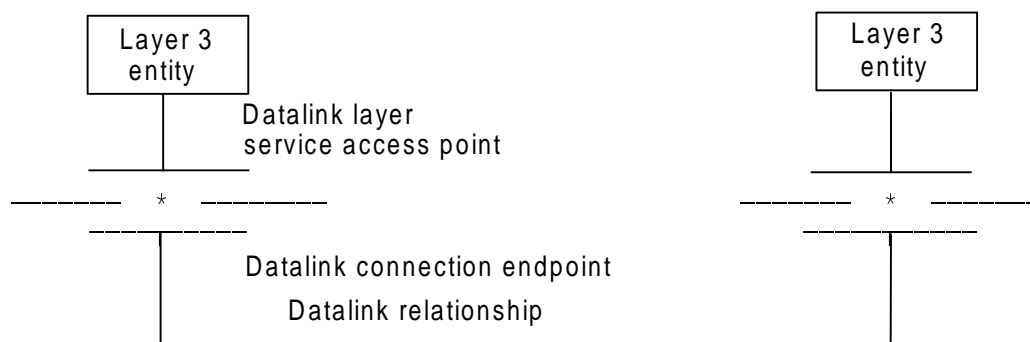 Layer 3
entity
Layer 3
entity
Datalink layer
service access point
*
*
Datalink connection endpoint
Datalink relationship